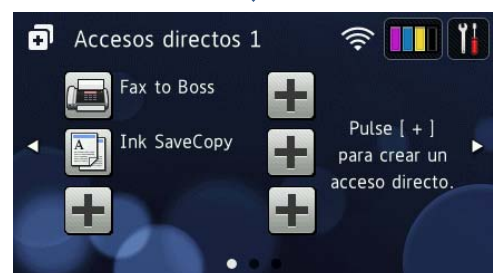 Accesos directos 1
Fax to Boss
Ink SaveCopy
Pulse [ + ]
para crear un
acceso directo.